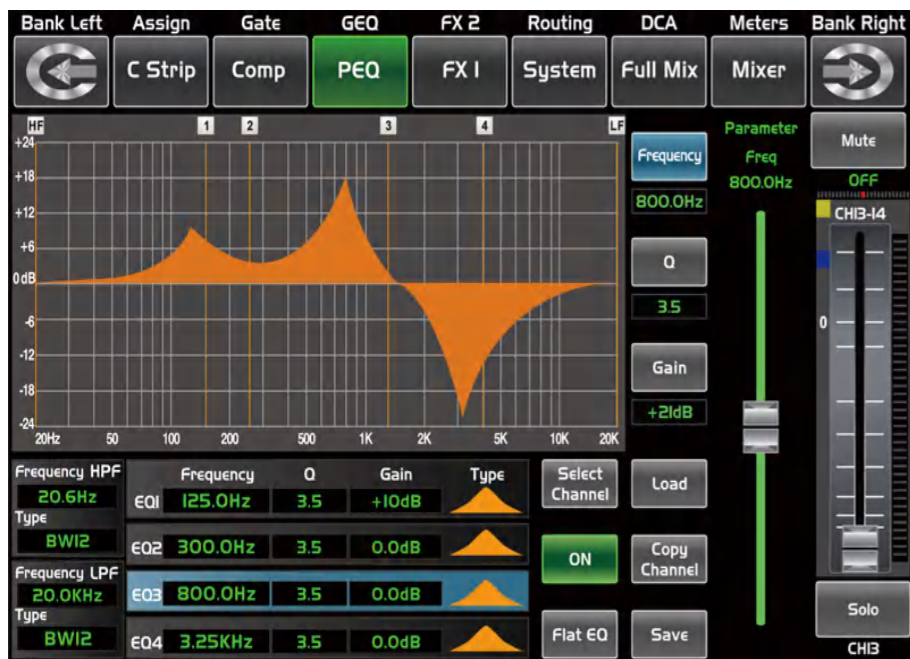 Bank Left Assign Gate GEQ FX 2 Routing DCA Meters Bank Right
C Strip Comp PEQ FX 1 System Full Mix Mixer
HF 1 2 3 4 LF
+24
+18
+12
+6
0dB
-6
-12
-18
-24
20Hz 50 100 200 500 1K 2K 5K 10K 20K
Frequency
800.0Hz
Q
3.5
Gain
+21dB
Parameter
Freq
800.0Hz
Mute
OFF
CH13-14
0
Frequency HPF
20.6Hz
Type
BW12
Frequency LPF
20.0KHz
Type
BW12
Frequency Q Gain Type
EQ1 125.0Hz 3.5 +10dB
EQ2 300.0Hz 3.5 0.0dB
EQ3 800.0Hz 3.5 0.0dB
EQ4 3.25KHz 3.5 0.0dB
Select Channel
Load
ON
Copy Channel
Flat EQ
Save
Solo
CH13